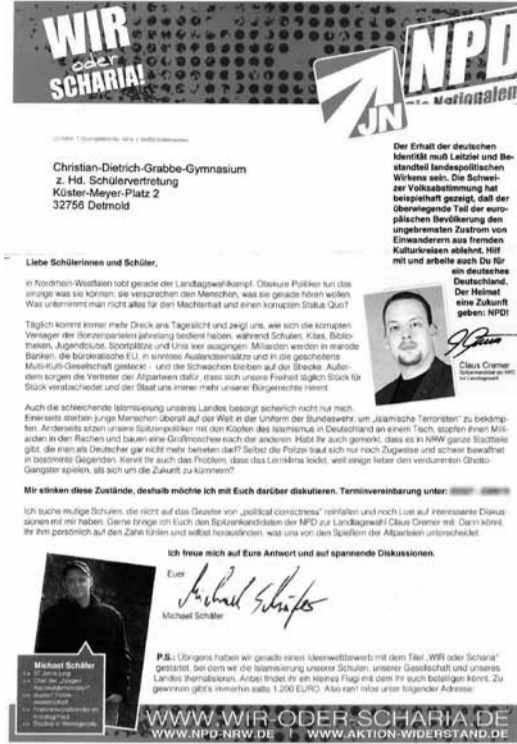 WIR
oder
SCHARIA!
NPD
Die Nationalen
JN
Christian-Dietrich-Grabbe-Gymnasium
z. Hd. Schülervertretung
Küster-Meyer-Platz 2
32756 Detmold
Der Erhalt der deutschen
Identität muß Leitziel und Be-
standteil landespolitischen
Wirkens sein. Die Schwei-
zer Volksabstimmung hat
beispielhaft gezeigt, daß der
überwiegende Teil der euro-
päischen Bevölkerung den
ungebremsten Zustrom von
Einwanderern aus fremden
Kulturkreisen ablehnt. Hilf
mit und arbeite auch Du für
ein deutsches
Deutschland.
Der Heimat
eine Zukunft
geben: NPD!
Claus Cremer
Spitzenkandidat der NPD
zur Landtagswahl
Liebe Schülerinnen und Schüler,
in Nordrhein-Westfalen tobt gerade der Landtagswahlkampf. Obskure Politiker tun das
einzige was sie können: sie versprechen den Menschen, was sie gerade hören wollen.
Was unternimmt man nicht alles für den Machterhalt und einen korrupten Status Quo?
Täglich kommt immer mehr Dreck ans Tageslicht und zeigt uns, wie sich die korrupten
Vertreter der Bonzenparteien jahrelang bedient haben, während Schulen, Kitas, Biblio-
theken, Jugendclubs, Sportplätze und Unis leer ausgingen. Milliarden werden in marode
Banken, die bürokratische EU, in sinnlose Auslandseinsätze und in die gescheiterte
Multi-Kulti-Gesellschaft gesteckt - und die Schwachen bleiben auf der Strecke. Außer-
dem sorgen die Vertreter der Altparteien dafür, dass sich unsere Freiheit täglich Stück für
Stück verabschiedet und der Staat uns immer mehr unserer Bürgerrechte nimmt.
Auch die schleichende Islamisierung unseres Landes besorgt sicherlich nicht nur mich.
Einerseits sterben junge Menschen überall auf der Welt in der Uniform der Bundeswehr, um „islamische Terroristen" zu bekämp-
fen. Andererseits sitzen unsere Spitzenpolitiker mit den Köpfen des Islamismus in Deutschland an einem Tisch, stopfen ihnen Milli-
arden in den Rachen und bauen eine Großmoschee nach der anderen. Habt Ihr auch gemerkt, dass es in NRW ganze Stadtteile
gibt, die man als Deutscher gar nicht mehr betreten darf? Selbst die Polizei traut sich nur noch Zugweise und schwer bewaffnet
in bestimmte Gegenden. Kennt Ihr auch das Problem, dass das Lernklima leidet, weil einige lieber den verdammten Ghetto-
Gangster spielen, als sich um die Zukunft zu kümmern?
Mir stinken diese Zustände, deshalb möchte ich mit Euch darüber diskutieren. Terminvereinbarung unter:
Ich suche mutige Schulen, die nicht auf das Geseier von „political correctness" reinfallen und noch Lust auf interessante Diskus-
sionen mit mir haben. Gerne bringe ich Euch den Spitzenkandidaten der NPD zur Landtagswahl Claus Cremer mit. Dann könnt
Ihr ihm persönlich auf den Zahn fühlen und selbst herausfinden, was uns von den Spießern der Altparteien unterscheidet.
Ich freue mich auf Eure Antwort und auf spannende Diskussionen.
Euer
Michael Schäfer
Michael Schäfer
Michael Schäfer
P.S.: Übrigens haben wir gerade einen Ideenwettbewerb mit dem Titel „WIR oder Scharia"
gestartet, bei dem wir die Islamisierung unserer Schulen, unserer Gesellschaft und unseres
Landes thematisieren. Anbei findet ihr ein kleines Flugi mit dem Ihr euch beteiligen könnt. Zu
gewinnen gibt's immerhin satte 1.200 EURO. Also ran! Infos unter folgender Adresse:
WWW.WIR-ODER-SCHARIA.DE
WWW.NPD-NRW.DE | WWW.AKTION-WIDERSTAND.DE